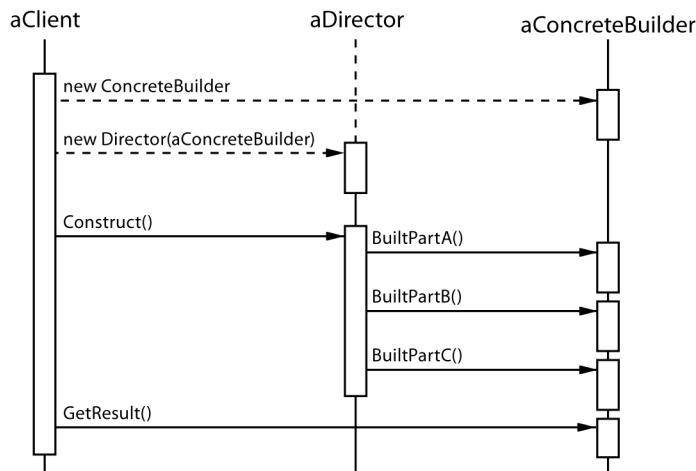 aClient
aDirector
aConcreteBuilder
new ConcreteBuilder
new Director(aConcreteBuilder)
Construct()
BuiltPartA()
BuiltPartB()
BuiltPartC()
GetResult()